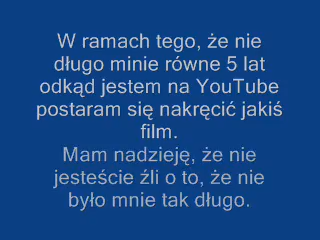 W ramach tego, że nie
długo minie równe 5 lat
odkąd jestem na YouTube
postaram się nakręcić jakiś
film.
Mam nadzieję, że nie
jesteście źli o to, że nie
było mnie tak długo.